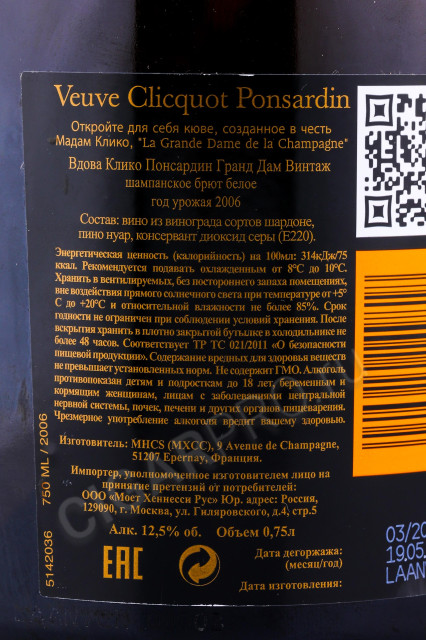 Veuve Clicquot Ponsardin
Откройте для себя кюве, созданное в честь
Мадам Клико, "La Grande Dame de la Champagne"
Вдова Клико Понсардин Гранд Дам Винтаж
шампанское брют белое
год урожая 2006
Состав: вино из винограда сортов шардоне,
пино нуар, консервант диоксид серы (E220).
Энергетическая ценность (калорийность) на 100мл: 314кДж/75
ккал. Рекомендуется подавать охлажденным от 8°C до 10°C.
Хранить в вентилируемых, без постороннего запаха помещениях,
вне воздействия прямого солнечного света при температуре от +5°
С до +20°C и относительной влажности не более 85%. Срок
годности не ограничен при соблюдении условий хранения. После
вскрытия хранить в плотно закрытой бутылке в холодильнике не
более 48 часов. Соответствует ТР ТС 021/2011 «О безопасности
пищевой продукции». Содержание вредных для здоровья веществ
не превышает установленных норм. Не содержит ГМО. Алкоголь
противопоказан детям и подросткам до 18 лет, беременным и
кормящим женщинам, лицам с заболеваниями центральной
нервной системы, почек, печени и других органов пищеварения.
Чрезмерное употребление алкоголя вредит вашему здоровью.
Изготовитель: MHCS (МХСС), 9 Avenue de Champagne,
51207 Epernay, Франция.
Импортер, уполномоченное изготовителем лицо на
принятие претензий от потребителей:
ООО «Моет Хеннесси Рус» Юр. адрес: Россия,
129090, г. Москва, ул. Гиляровского, д.4, стр.5
Алк. 12,5% об. Объем 0,75л
EAC
Дата дегоржажа:
(месяц/год)
Дата изготовления:
03/20
19.05
LAAN
5142036 750 ML / 2006